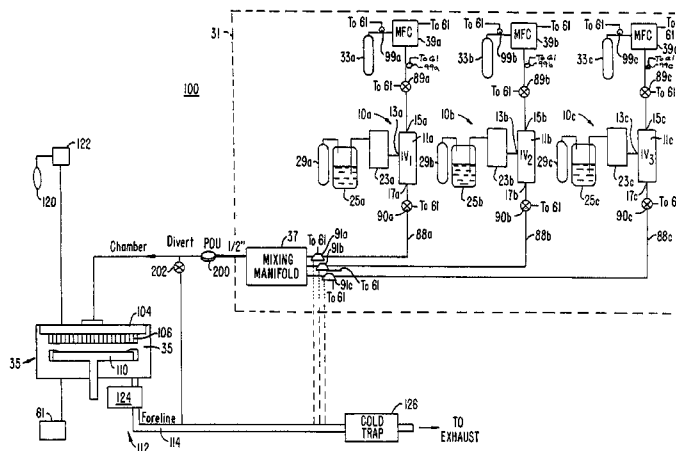 31
100
To 61
To 61
To 61
MFC
MFC
MFC
33a
99a
39a
33b
99b
39b
33c
99c
To 61
99a
To 61
99b
To 61
99c
To 61
89a
To 61
89b
To 61
89c
10a
13a
15a
10b
13b
15b
10c
13c
15c
11a
11b
11c
IV1
IV2
IV3
29a
25a
23a
17a
29b
25b
23b
17b
29c
25c
23c
17c
To 61
90a
To 61
90b
To 61
90c
88a
88b
88c
122
120
Chamber
Divert
POU
1/2"
37
MIXING
MANIFOLD
To 61
91a
91b
To 61
91c
To 61
202
200
104
106
35
35
110
61
124
Foreline
112
114
126
COLD
TRAP
TO
EXHAUST